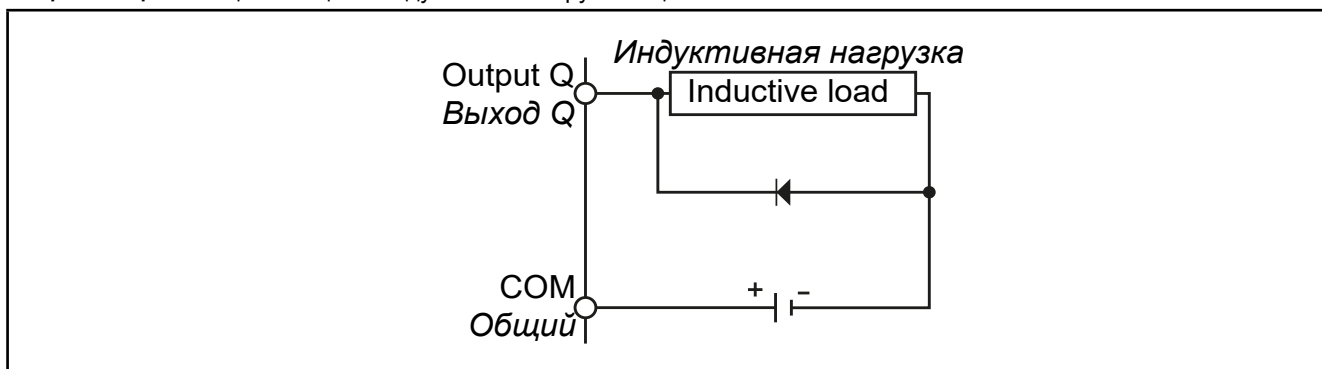 Индуктивная нагрузка
Output Q
Inductive load
Выход Q
COM
+ −
Общий